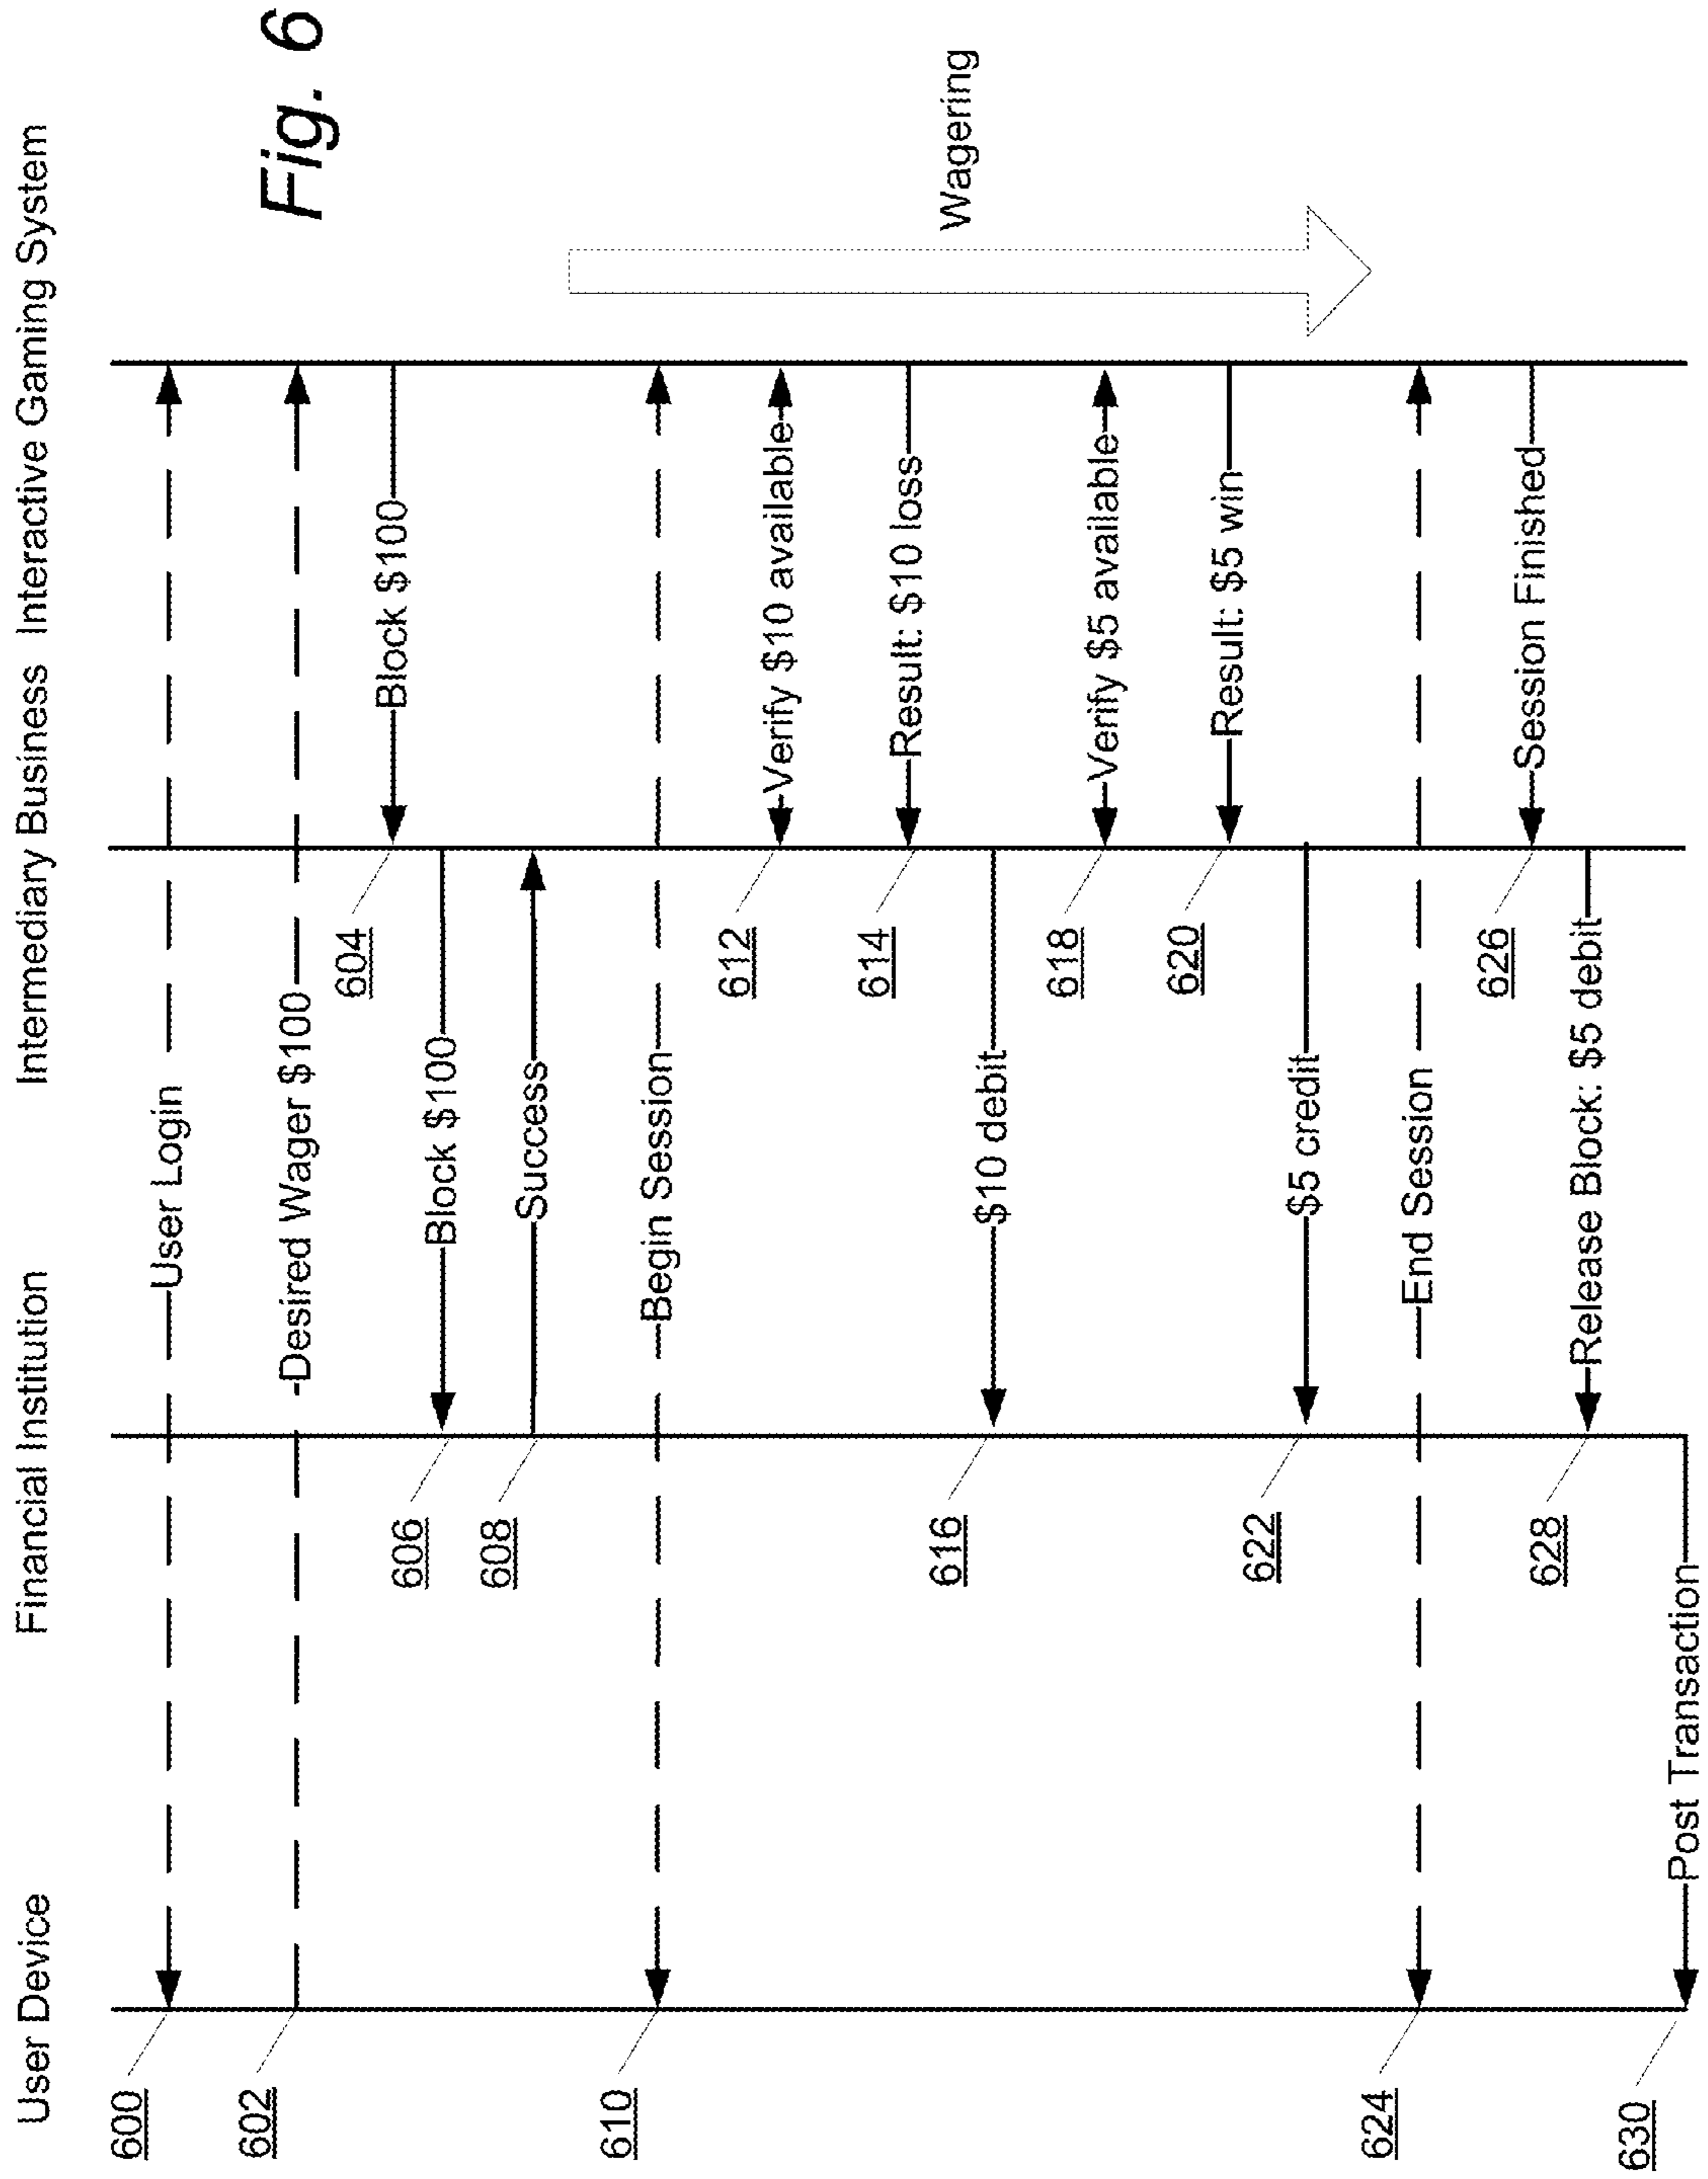 User Device
Financial Institution
Intermediary Business
Interactive Gaming System
600
User Login
602
Desired Wager $100
604
Block $100
606
Block $100
608
Success
610
Begin Session
612
Verify $10 available
614
Result: $10 loss
616
$10 debit
618
Verify $5 available
620
Result: $5 win
622
$5 credit
624
End Session
626
Session Finished
628
Release Block: $5 debit
630
Post Transaction
Wagering
Fig. 6